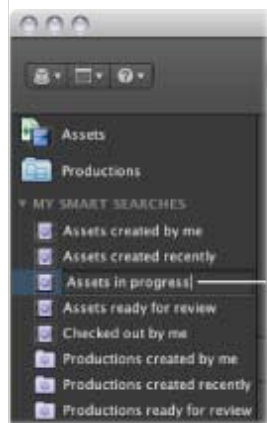 Assets
Productions
MY SMART SEARCHES
Assets created by me
Assets created recently
Assets in progress
Assets ready for review
Checked out by me
Productions created by me
Productions created recently
Productions ready for review